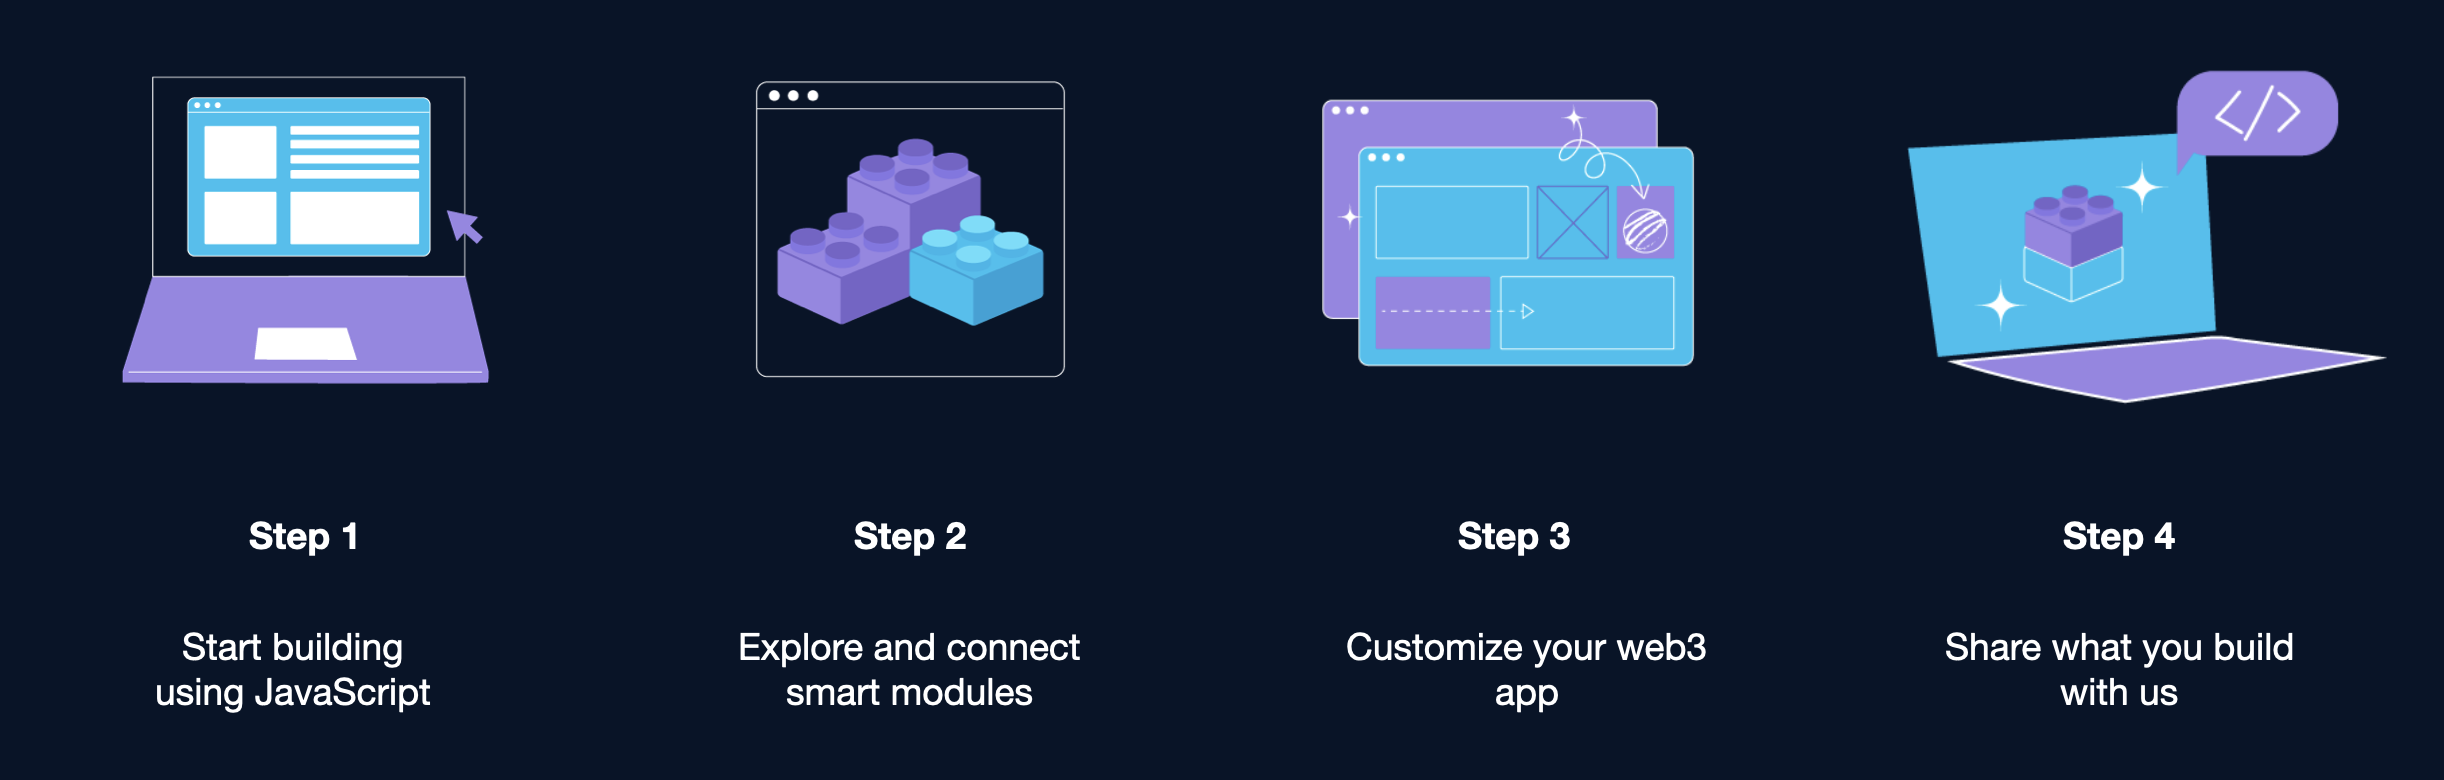 </>
Step 1
Start building
using JavaScript
Step 2
Explore and connect
smart modules
Step 3
Customize your web3
app
Step 4
Share what you build
with us